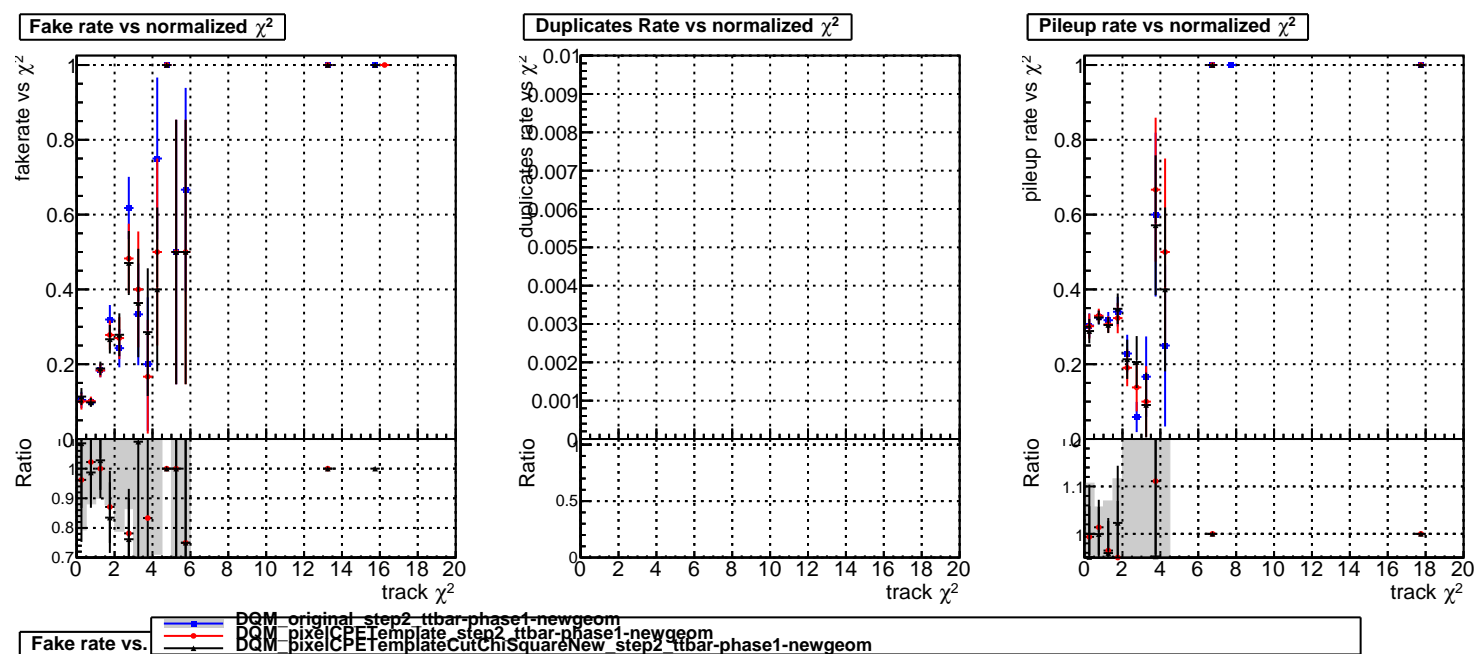 Fake rate vs normalized χ²
fakerate vs χ²
1
0.8
0.6
0.4
0.2
0
Ratio
1
0.9
0.8
0.7
0 2 4 6 8 10 12 14 16 18 20
track χ²
Duplicates Rate vs normalized χ²
duplicates rate vs χ²
0.01
0.009
0.008
0.007
0.006
0.005
0.004
0.003
0.002
0.001
0
Ratio
1
0.5
0
0 2 4 6 8 10 12 14 16 18 20
track χ²
Pileup rate vs normalized χ²
pileup rate vs χ²
1
0.8
0.6
0.4
0.2
0
Ratio
1.1
1
0 2 4 6 8 10 12 14 16 18 20
track χ²
Fake rate vs.
DQM_original_step2_ttbar-phase1-newgeom
DQM_pixelCPETemplate_step2_ttbar-phase1-newgeom
DQM_pixelCPETemplateCutChiSquareNew_step2_ttbar-phase1-newgeom